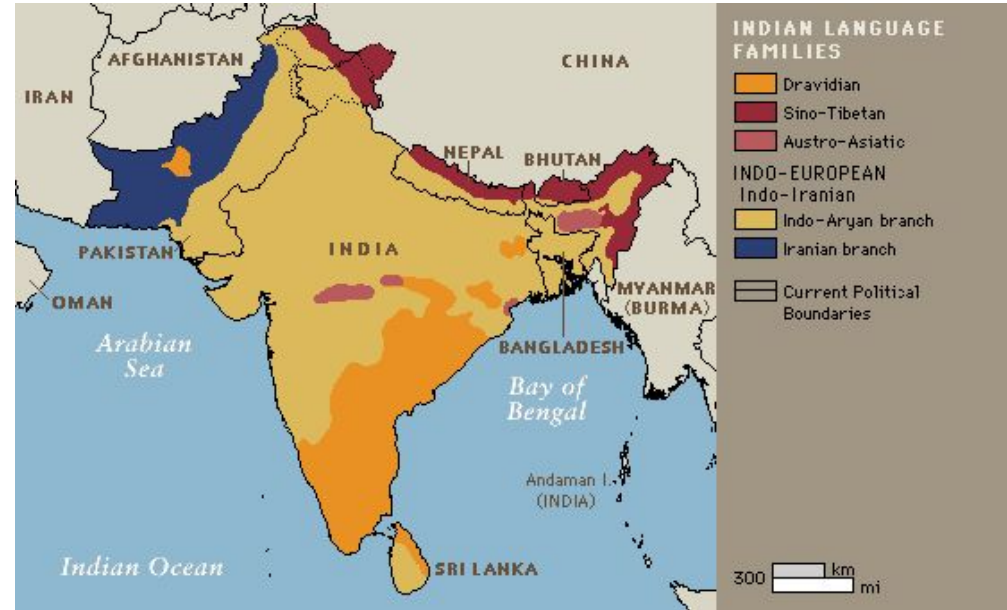 AFGHANISTAN
IRAN
CHINA
NEPAL
BHUTAN
PAKISTAN
INDIA
OMAN
MYANMAR
(BURMA)
BANGLADESH
Arabian
Sea
Bay of
Bengal
Andaman I.
(INDIA)
Indian Ocean
SRI LANKA
INDIAN LANGUAGE
FAMILIES
Dravidian
Sino-Tibetan
Austro-Asiatic
INDO-EUROPEAN
Indo-Iranian
Indo-Aryan branch
Iranian branch
Current Political
Boundaries
300 km
mi